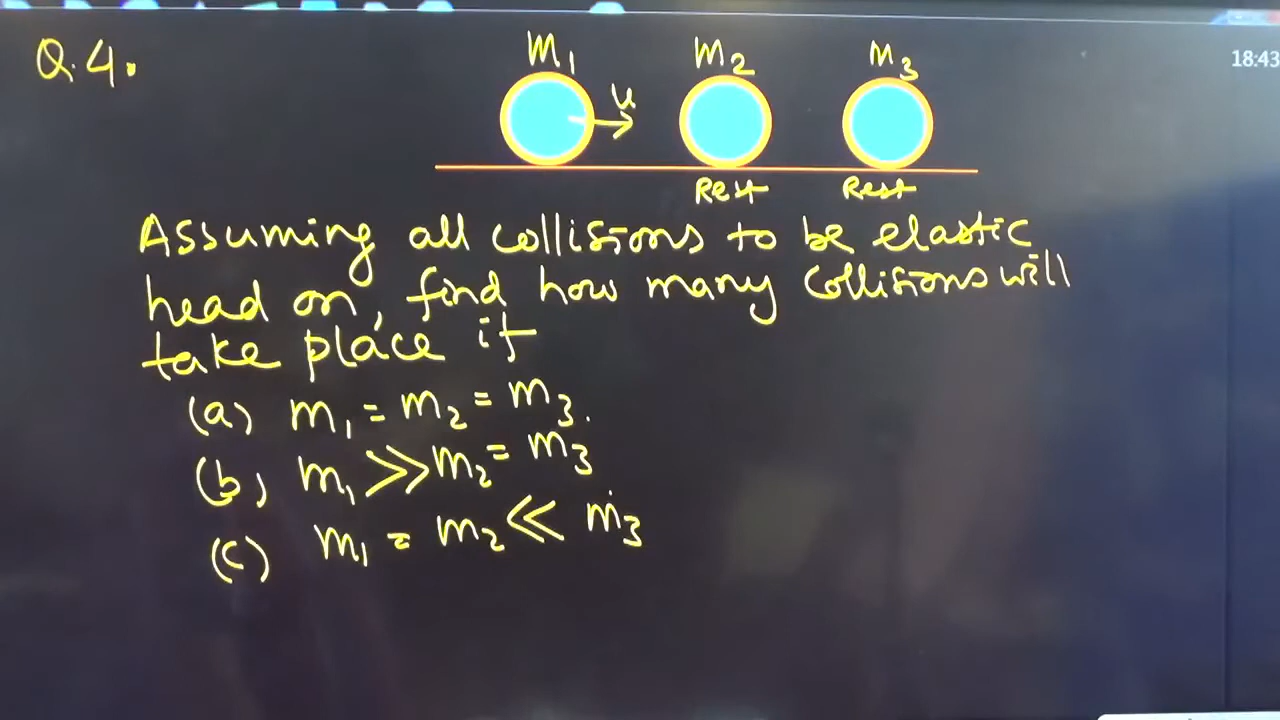 Q.4.
m₁ m₂ m₃
18:43
u
Rest Rest
Assuming all collisions to be elastic
head on, find how many collisions will
take place if
(a) m₁ = m₂ = m₃.
(b) m₁ >> m₂ = m₃
(c) m₁ = m₂ << m₃